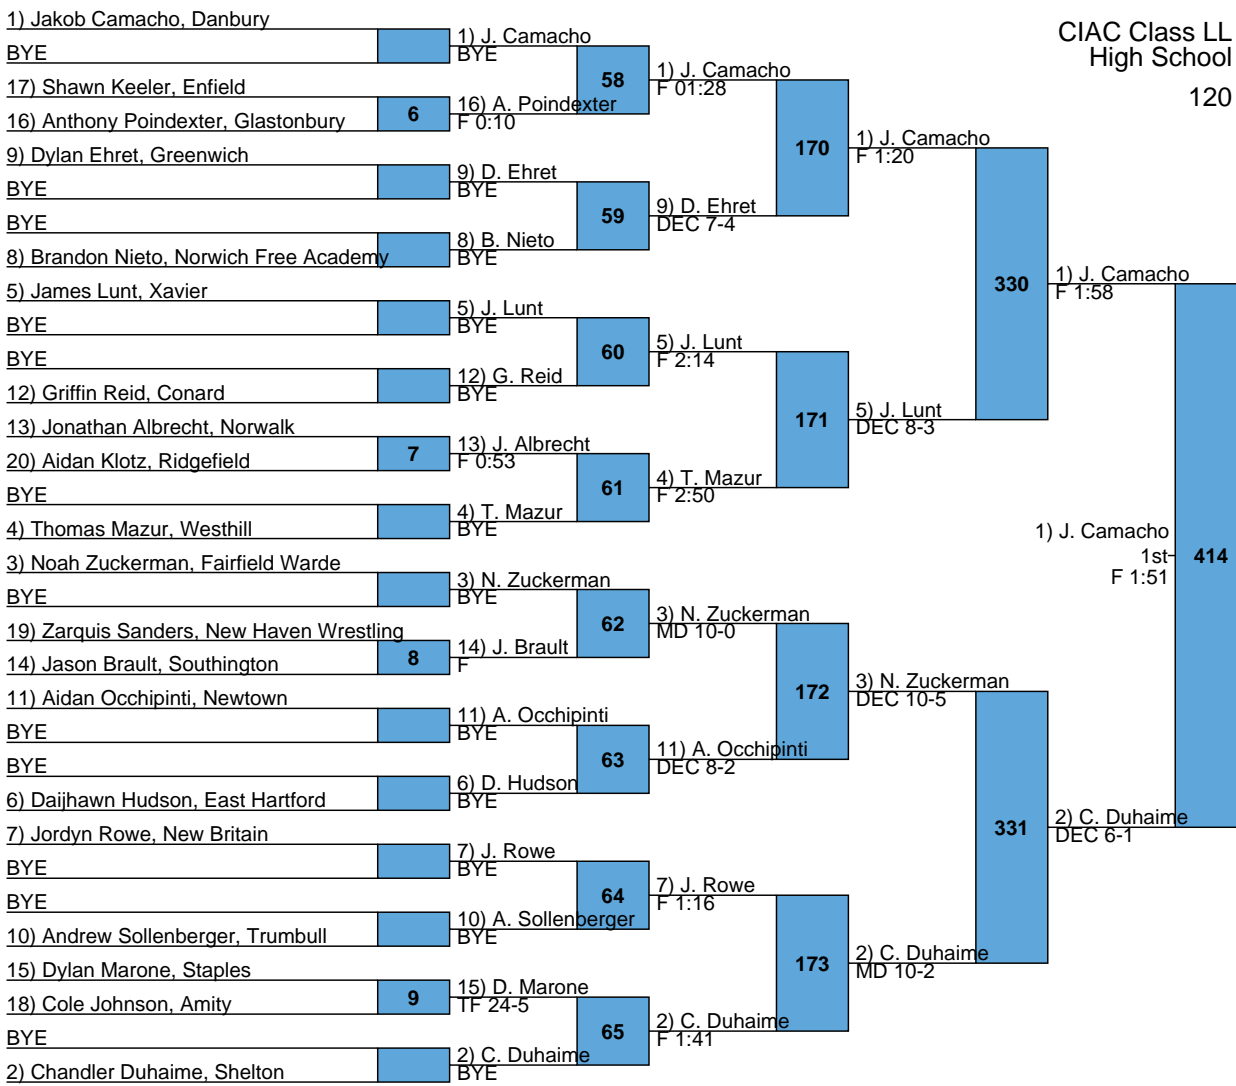 CIAC Class LL
High School
120
1) Jakob Camacho, Danbury
BYE
17) Shawn Keeler, Enfield
16) Anthony Poindexter, Glastonbury
9) Dylan Ehret, Greenwich
BYE
BYE
8) Brandon Nieto, Norwich Free Academy
5) James Lunt, Xavier
BYE
BYE
12) Griffin Reid, Conard
13) Jonathan Albrecht, Norwalk
20) Aidan Klotz, Ridgefield
BYE
4) Thomas Mazur, Westhill
3) Noah Zuckerman, Fairfield Warde
BYE
19) Zarquis Sanders, New Haven Wrestling
14) Jason Brault, Southington
11) Aidan Occhipinti, Newtown
BYE
BYE
6) Daijhawn Hudson, East Hartford
7) Jordyn Rowe, New Britain
BYE
BYE
10) Andrew Sollenberger, Trumbull
15) Dylan Marone, Staples
18) Cole Johnson, Amity
BYE
2) Chandler Duhaime, Shelton
6
7
8
9
1) J. Camacho
BYE
16) A. Poindexter
F 0:10
9) D. Ehret
BYE
8) B. Nieto
BYE
5) J. Lunt
BYE
12) G. Reid
BYE
13) J. Albrecht
F 0:53
4) T. Mazur
BYE
3) N. Zuckerman
BYE
14) J. Brault
F
11) A. Occhipinti
BYE
6) D. Hudson
BYE
7) J. Rowe
BYE
10) A. Sollenberger
BYE
15) D. Marone
TF 24-5
2) C. Duhaime
BYE
58
59
60
61
62
63
64
65
1) J. Camacho
F 01:28
9) D. Ehret
DEC 7-4
5) J. Lunt
F 2:14
4) T. Mazur
F 2:50
3) N. Zuckerman
MD 10-0
11) A. Occhipinti
DEC 8-2
7) J. Rowe
F 1:16
2) C. Duhaime
F 1:41
170
171
172
173
1) J. Camacho
F 1:20
5) J. Lunt
DEC 8-3
3) N. Zuckerman
DEC 10-5
2) C. Duhaime
MD 10-2
330
331
1) J. Camacho
F 1:58
2) C. Duhaime
DEC 6-1
414
1) J. Camacho
1st
F 1:51